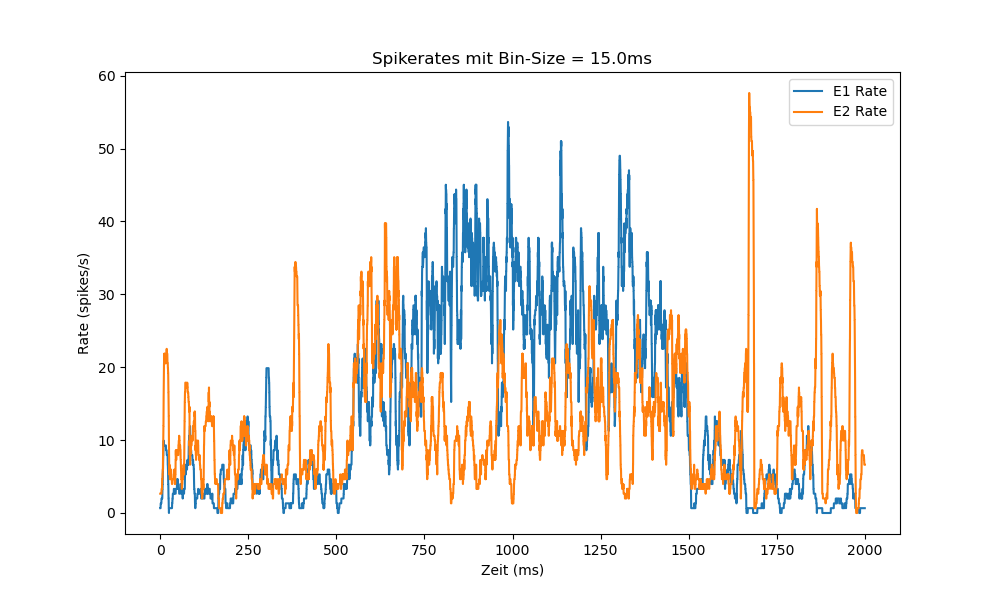 Spikerates mit Bin-Size = 15.0ms
E1 Rate
E2 Rate
60
50
40
30
20
10
0
Rate (spikes/s)
0 250 500 750 1000 1250 1500 1750 2000
Zeit (ms)